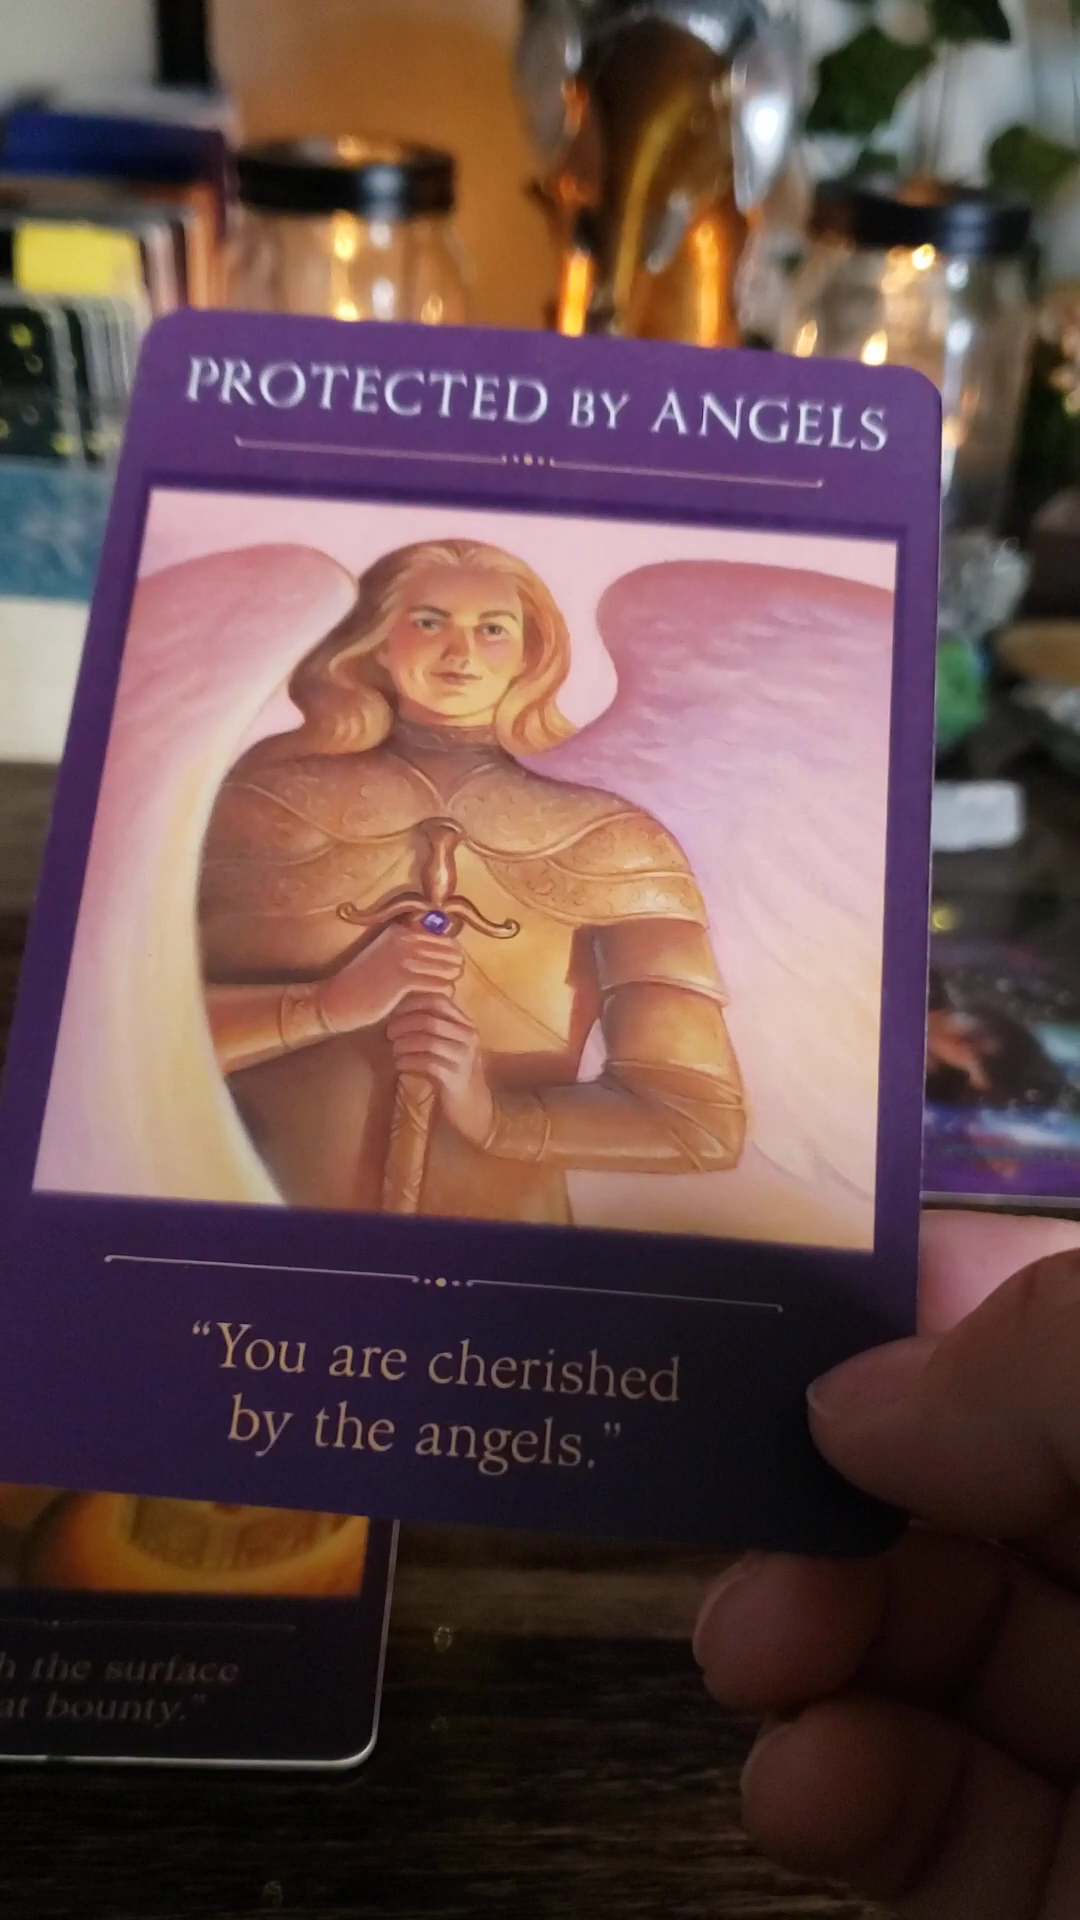 PROTECTED BY ANGELS
“You are cherished
by the angels.”
the surface
bounty.”